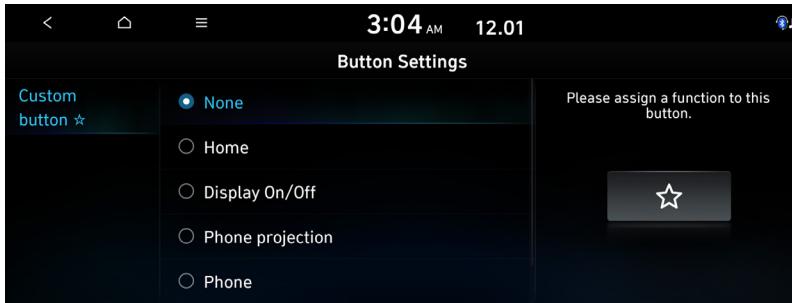 3:04 AM 12.01
Button Settings
Custom
button ☆
None
Home
Display On/Off
Phone projection
Phone
Please assign a function to this
button.